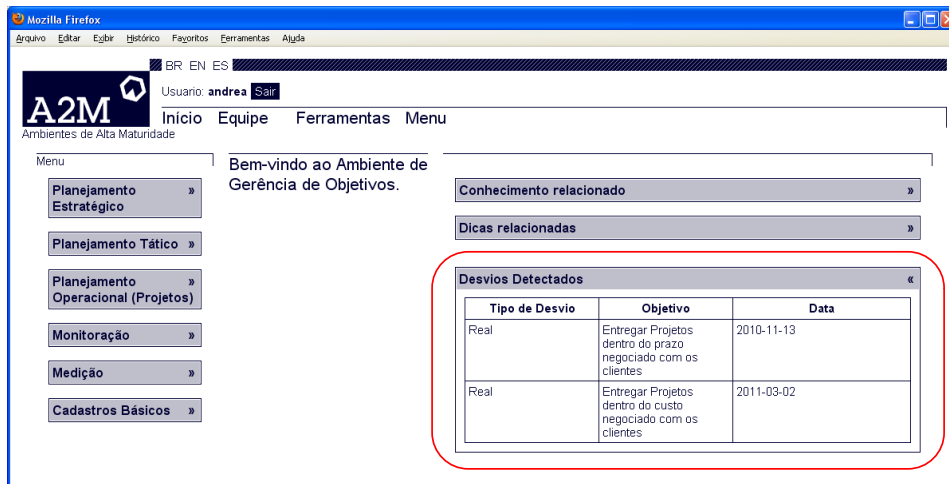 Mozilla Firefox
Arquivo Editar Exibir Histórico Favoritos Ferramentas Ajuda
BR EN ES
Usuario: andrea Sair
A2M
Início Equipe Ferramentas Menu
Ambientes de Alta Maturidade
Menu
Planejamento »
Estratégico
Planejamento Tático »
Planejamento »
Operacional (Projetos)
Monitoração »
Medição »
Cadastros Básicos »
Bem-vindo ao Ambiente de
Gerência de Objetivos.
Conhecimento relacionado »
Dicas relacionadas »
Desvios Detectados «
Tipo de Desvio Objetivo Data
Real Entregar Projetos 2010-11-13
dentro do prazo
negociado com os
clientes
Real Entregar Projetos 2011-03-02
dentro do custo
negociado com os
clientes